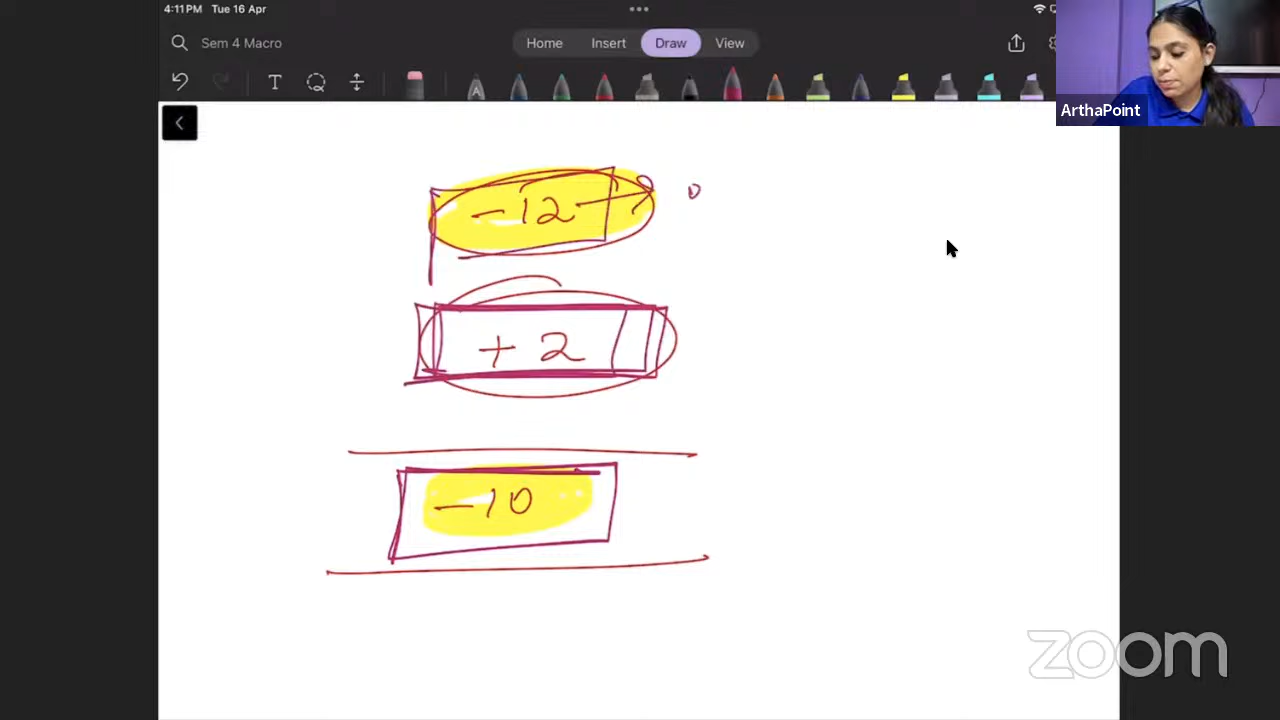 4:11 PM Tue 16 Apr
Sem 4 Macro
Home Insert Draw View
T
A
ArthaPoint
-12
+2
-10
zoom